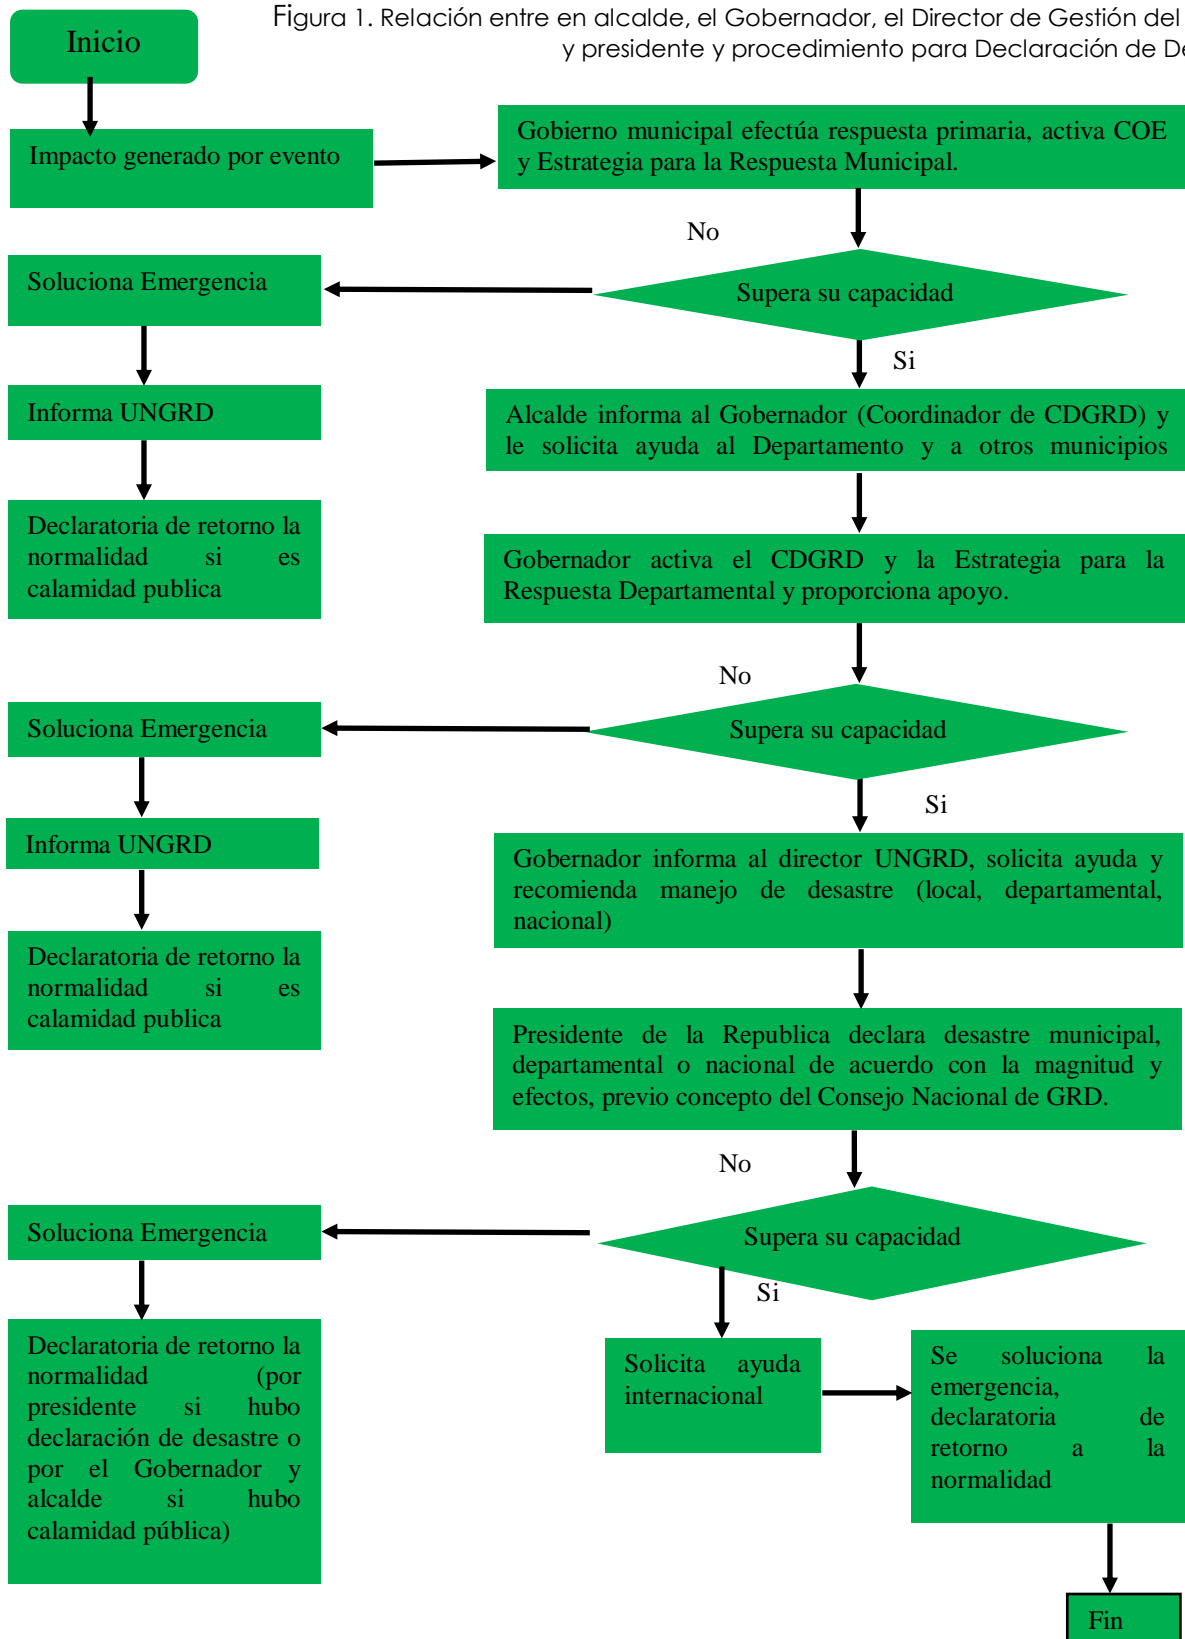 Inicio
Figura 1. Relación entre en alcalde, el Gobernador, el Director de Gestión del
y presidente y procedimiento para Declaración de
Impacto generado por evento
Gobierno municipal efectúa respuesta primaria, activa COE
y Estrategia para la Respuesta Municipal.
No
Soluciona Emergencia
Supera su capacidad
Si
Informa UNGRD
Alcalde informa al Gobernador (Coordinador de CDGRD) y
le solicita ayuda al Departamento y a otros municipios
Declaratoria de retorno la
normalidad si es
calamidad publica
Gobernador activa el CDGRD y la Estrategia para la
Respuesta Departamental y proporciona apoyo.
No
Soluciona Emergencia
Supera su capacidad
Si
Informa UNGRD
Gobernador informa al director UNGRD, solicita ayuda y
recomienda manejo de desastre (local, departamental,
nacional)
Declaratoria de retorno la
normalidad si es
calamidad publica
Presidente de la Republica declara desastre municipal,
departamental o nacional de acuerdo con la magnitud y
efectos, previo concepto del Consejo Nacional de GRD.
No
Soluciona Emergencia
Supera su capacidad
Si
Declaratoria de retorno la
normalidad (por
presidente si hubo
declaración de desastre o
por el Gobernador y
alcalde si hubo
calamidad pública)
Solicita ayuda
internacional
Se soluciona la
emergencia,
declaratoria de
retorno a la
normalidad
Fin